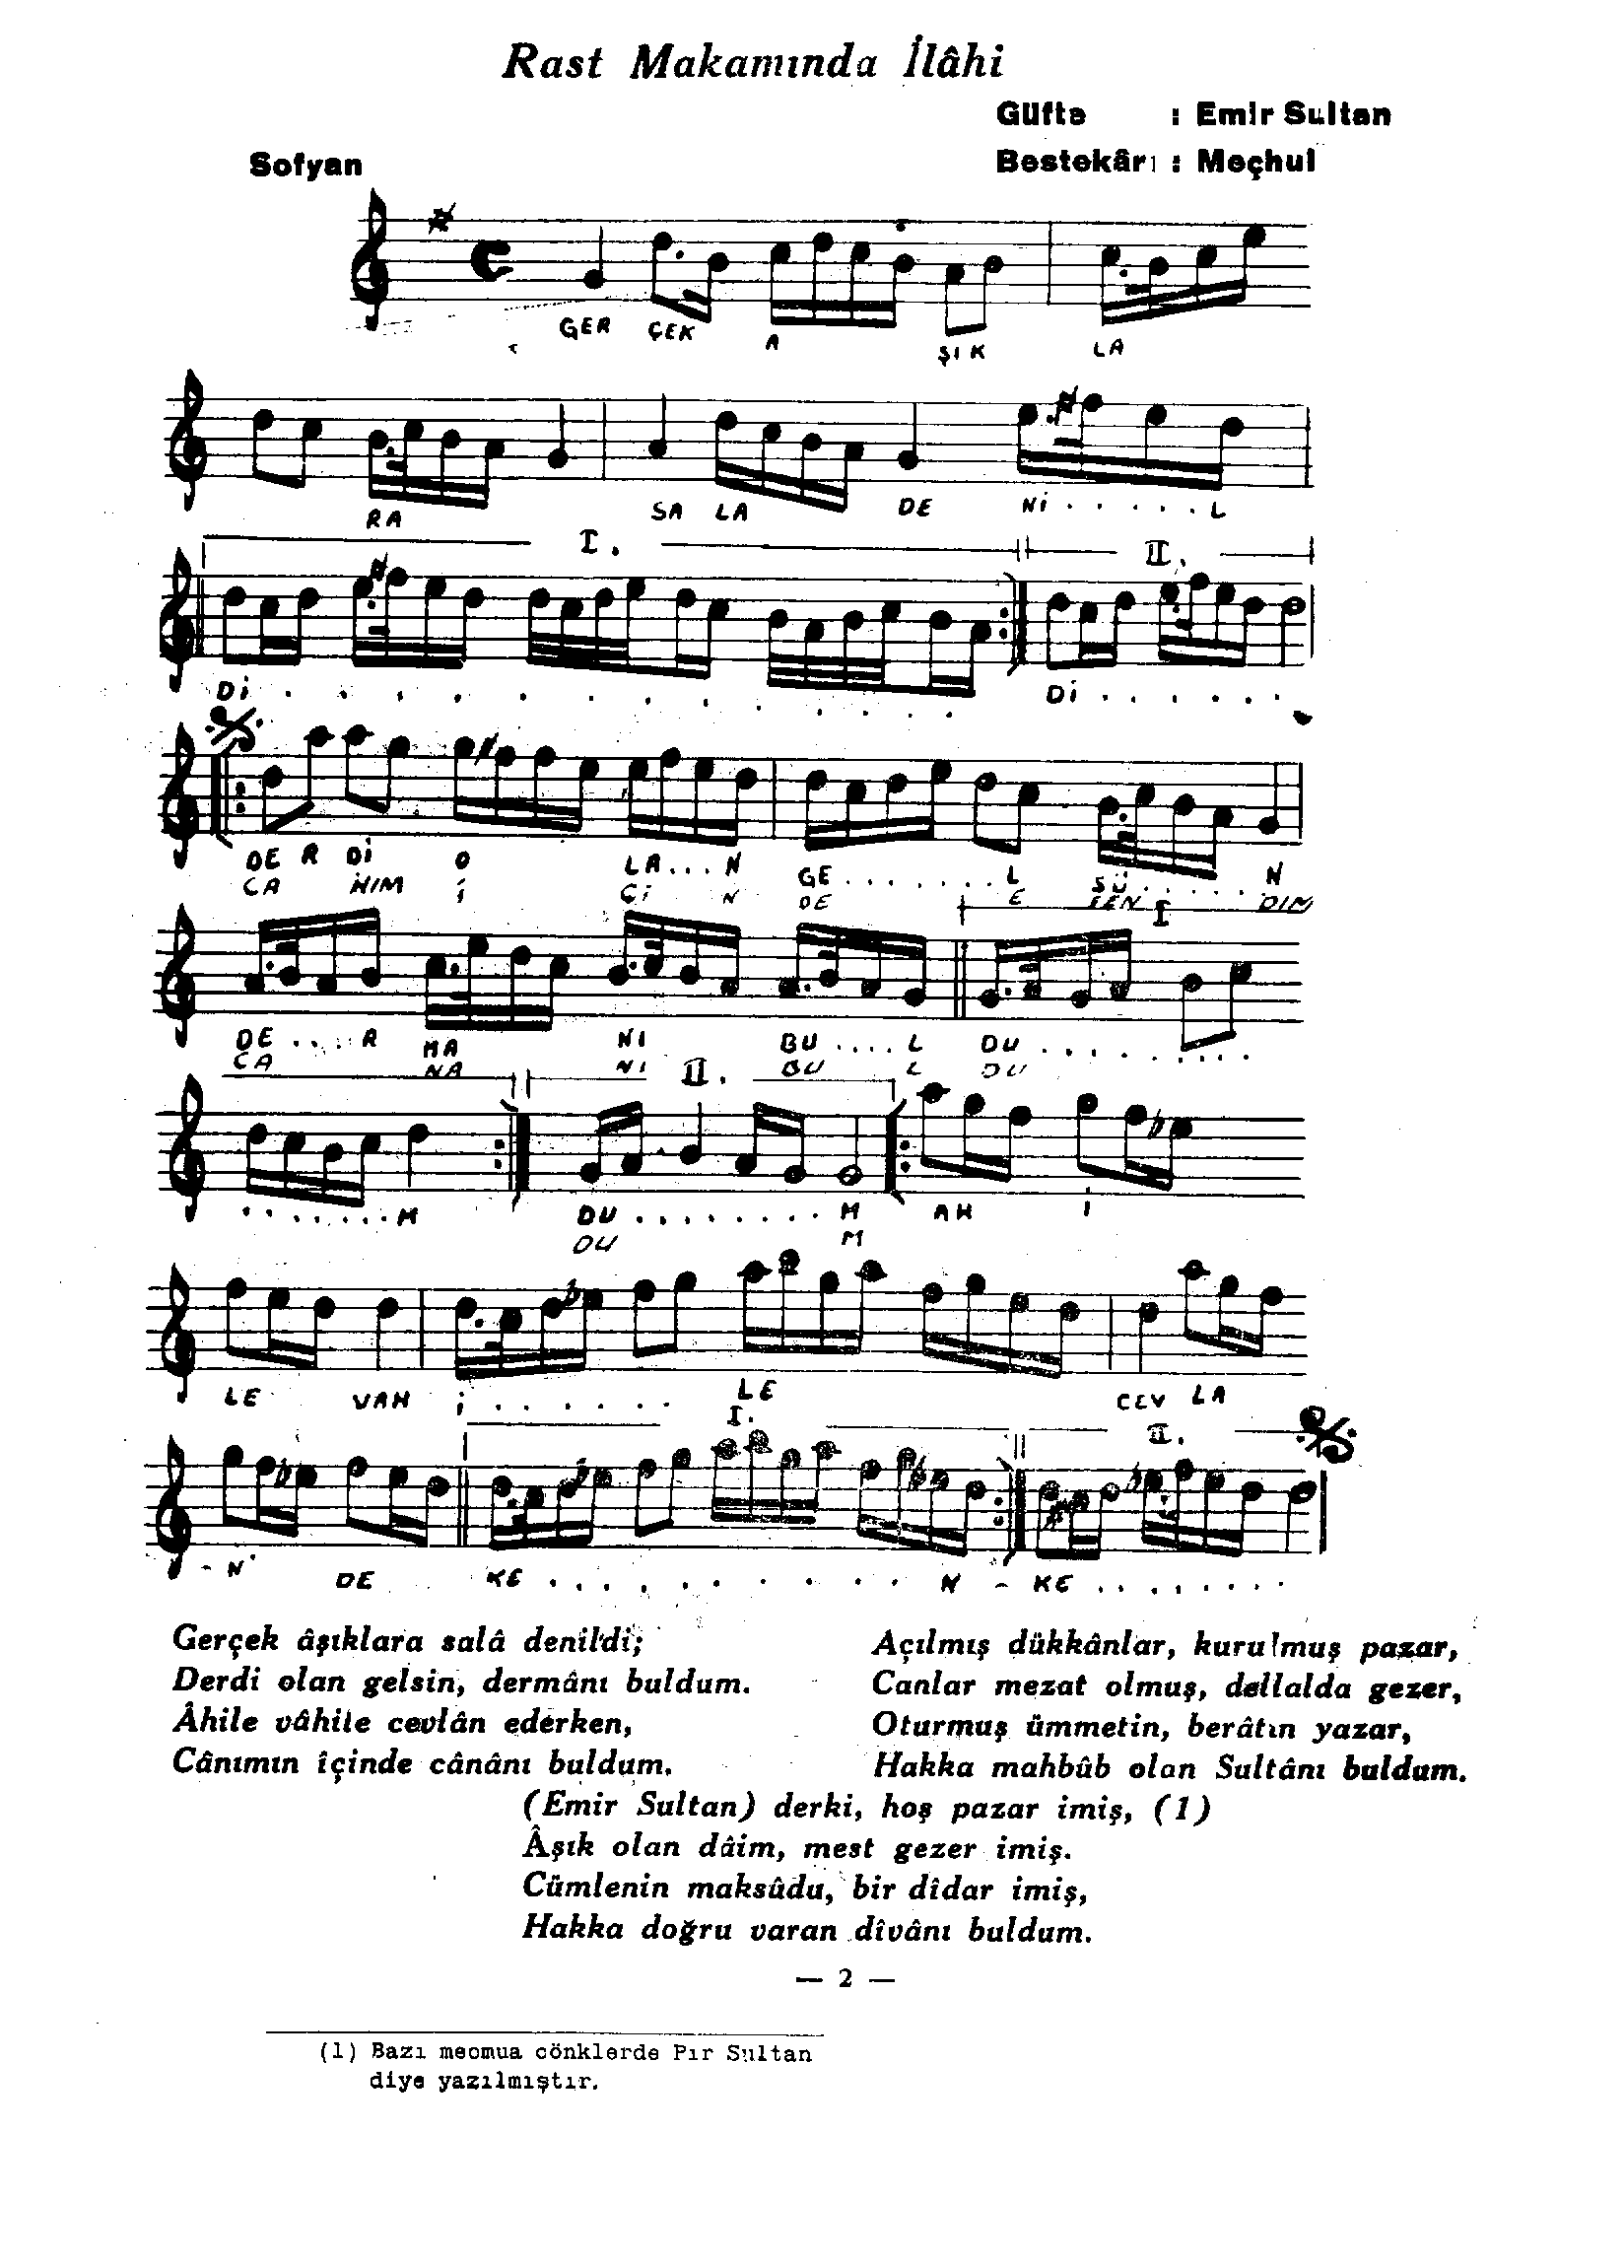 Rast Makamında İlâhi
Güfte : Emir Sultan
Sofyan
Bestekârı : Meçhul
GER ÇEK A ŞIK LA
RA SA LA DE Nİ . . . . . L
I. II.
Dİ . . . . . . . . . . . . Dİ . . . . . .
DE R Dİ O LA... N GE . . . . . . . L SÜ . . . . . N
CA NIM İ Çİ N DE E FEN DİM
I
DE .... R MA NI BU .... L DU . . . . . . . . .
CA NA NI BU L DU
II.
. . . . . . . M DU . . . . . . . . M AH İ
DU M
LE VAH İ . . . . . . LE CEV LA
I. II.
- N DE KE . . . . . . . . . . N - KE . . . . . . .
Gerçek âşıklara salâ denildi;
Derdi olan gelsin, dermânı buldum.
Âhile vâhile cevlân ederken,
Cânımın îçinde cânânı buldum.
Açılmış dükkânlar, kurulmuş pazar,
Canlar mezat olmuş, dellalda gezer,
Oturmuş ümmetin, berâtın yazar,
Hakka mahbûb olan Sultânı buldum.
(Emir Sultan) derki, hoş pazar imiş, (1)
Âşık olan dâim, mest gezer imiş.
Cümlenin maksûdu, bir dîdar imiş,
Hakka doğru varan dîvânı buldum.
— 2 —
(1) Bazı mecmua cönklerde Pır Sultan
diye yazılmıştır.